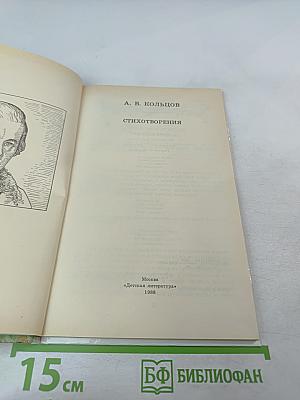 А. В. КОЛЬЦОВ
СТИХОТВОРЕНИЯ
Москва
«Детская литература»
1988
15 см
БФ БИБЛИОФАН